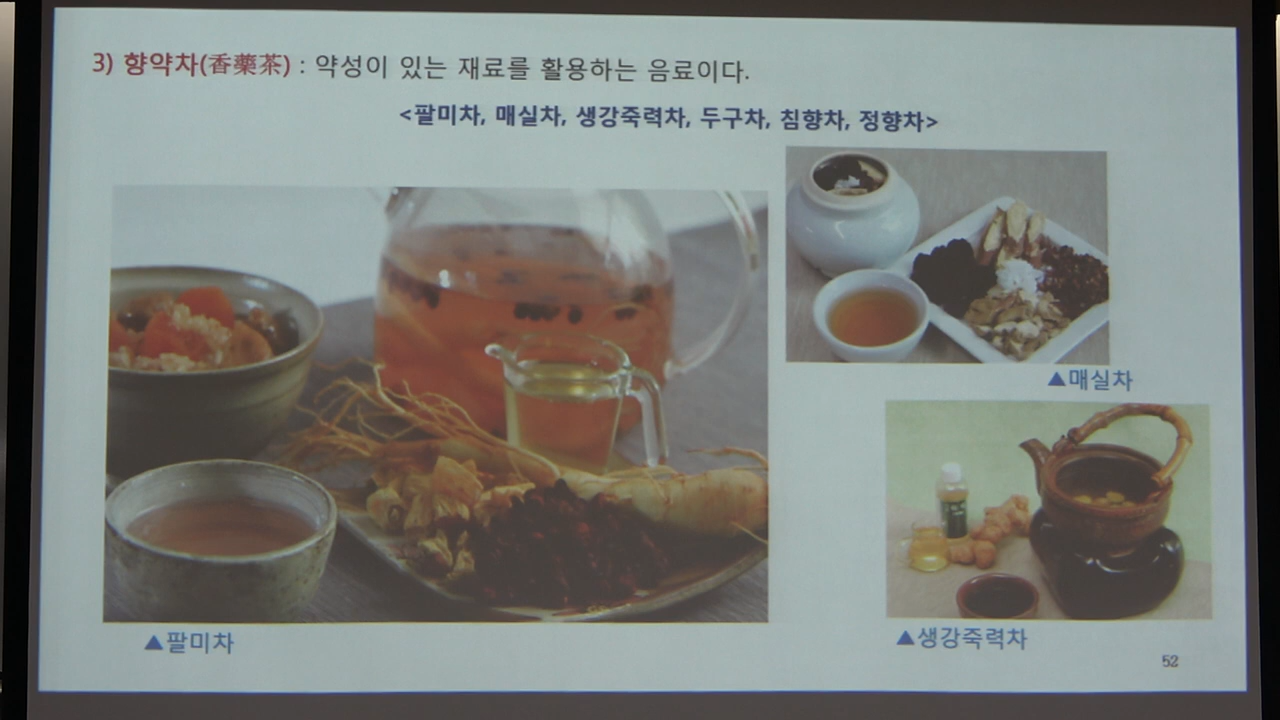 3) 향약차(香藥茶) : 약성이 있는 재료를 활용하는 음료이다.
<팔미차, 매실차, 생강죽력차, 두구차, 침향차, 정향차>
▲매실차
▲팔미차
▲생강죽력차
52